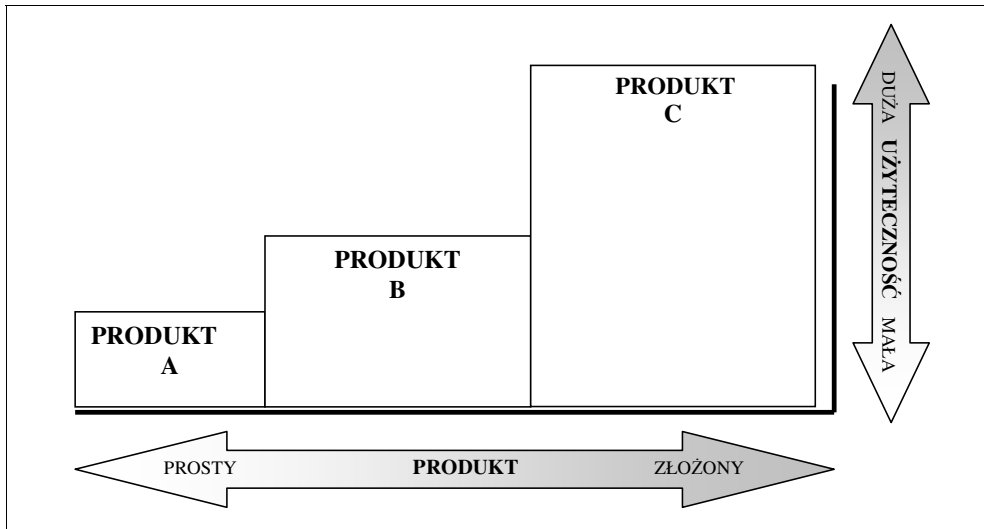 PRODUKT
C
PRODUKT
B
PRODUKT
A
DUŻA UŻYTECZNOŚĆ MAŁA
PROSTY PRODUKT ZŁOŻONY